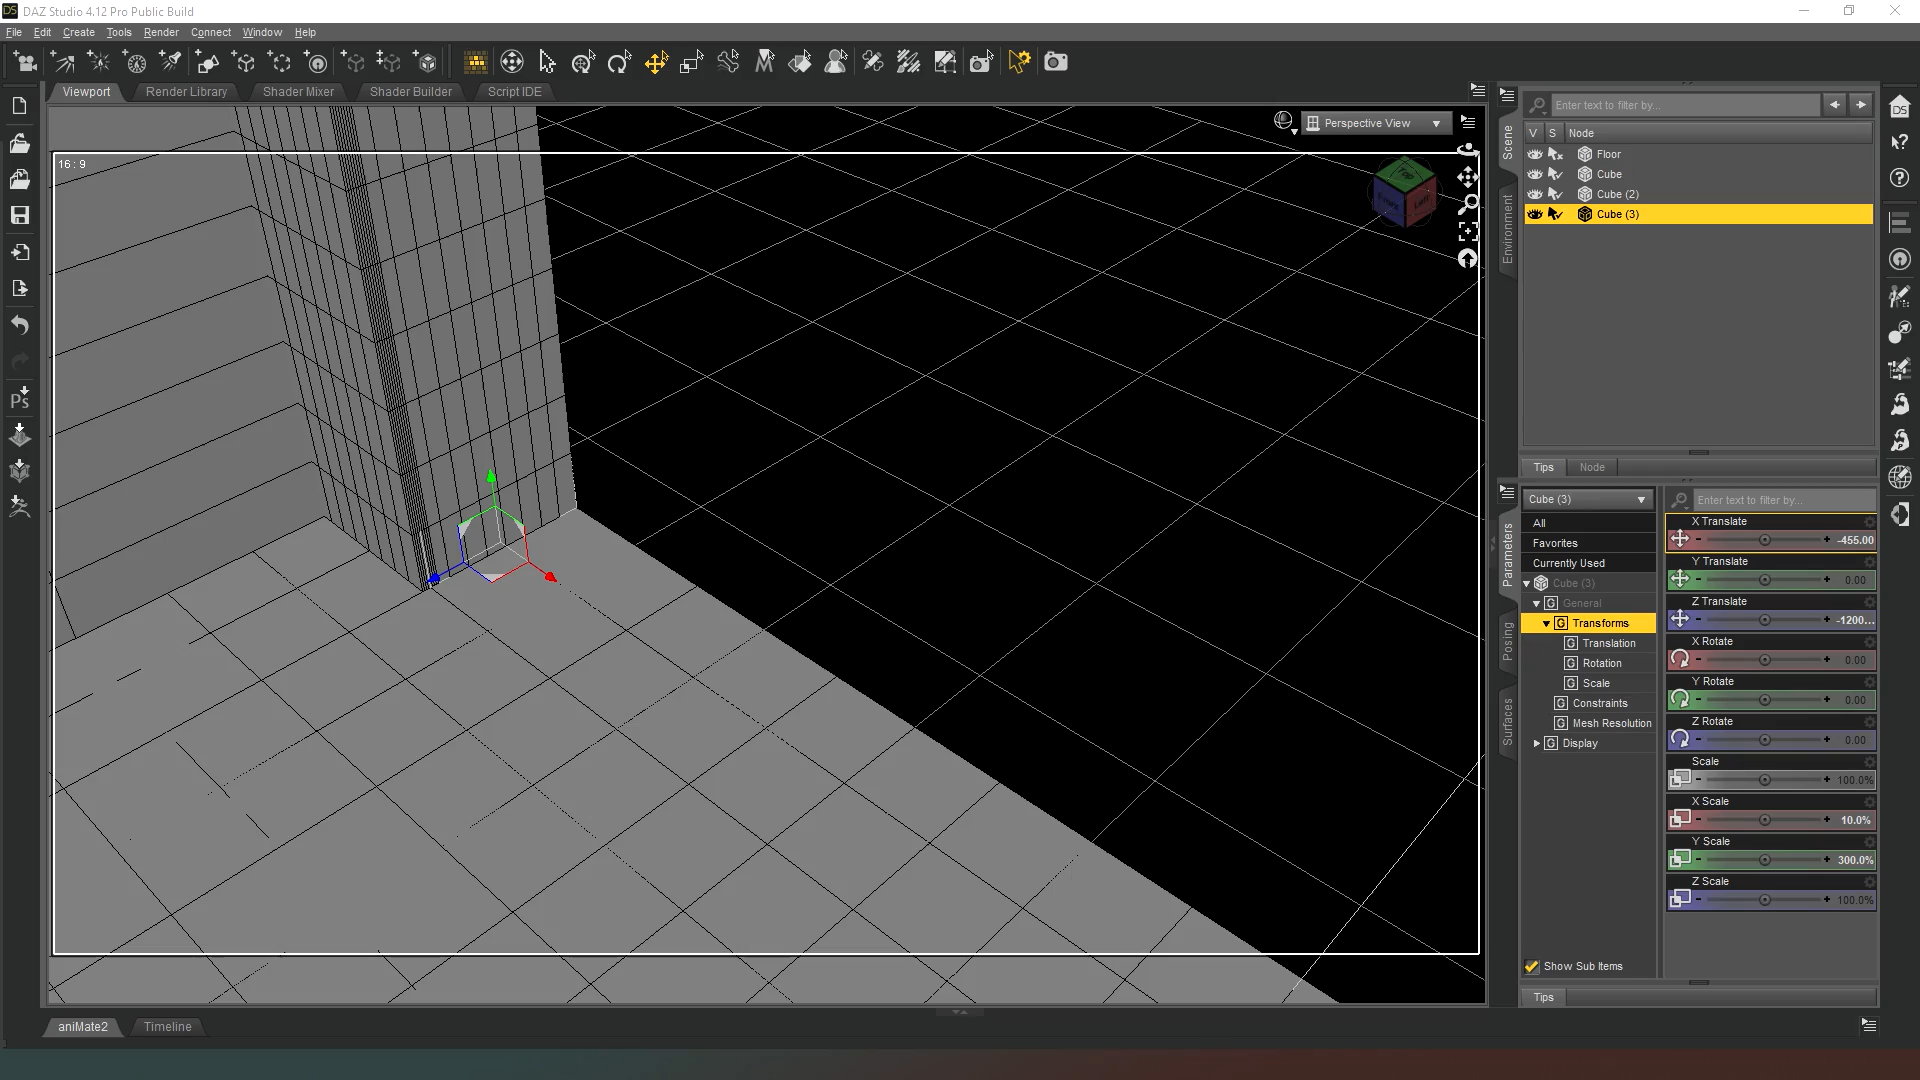 DAZ Studio 4.12 Pro Public Build
File Edit Create Tools Render Connect Window Help
Viewport Render Library Shader Mixer Shader Builder Script IDE
Perspective View
16 : 9
Top
Left
Scene
Environment
Enter text to filter by...
V S Node
Floor
Cube
Cube (2)
Cube (3)
Tips Node
Parameters
Posing
Surfaces
Cube (3)
Enter text to filter by...
All
Favorites
Currently Used
Cube (3)
General
Transforms
Translation
Rotation
Scale
Constraints
Mesh Resolution
Display
X Translate
-455.00
Y Translate
0.00
Z Translate
-1200...
X Rotate
0.00
Y Rotate
0.00
Z Rotate
0.00
Scale
100.0%
X Scale
10.0%
Y Scale
300.0%
Z Scale
100.0%
Show Sub Items
Tips
aniMate2 Timeline
Ps
DS